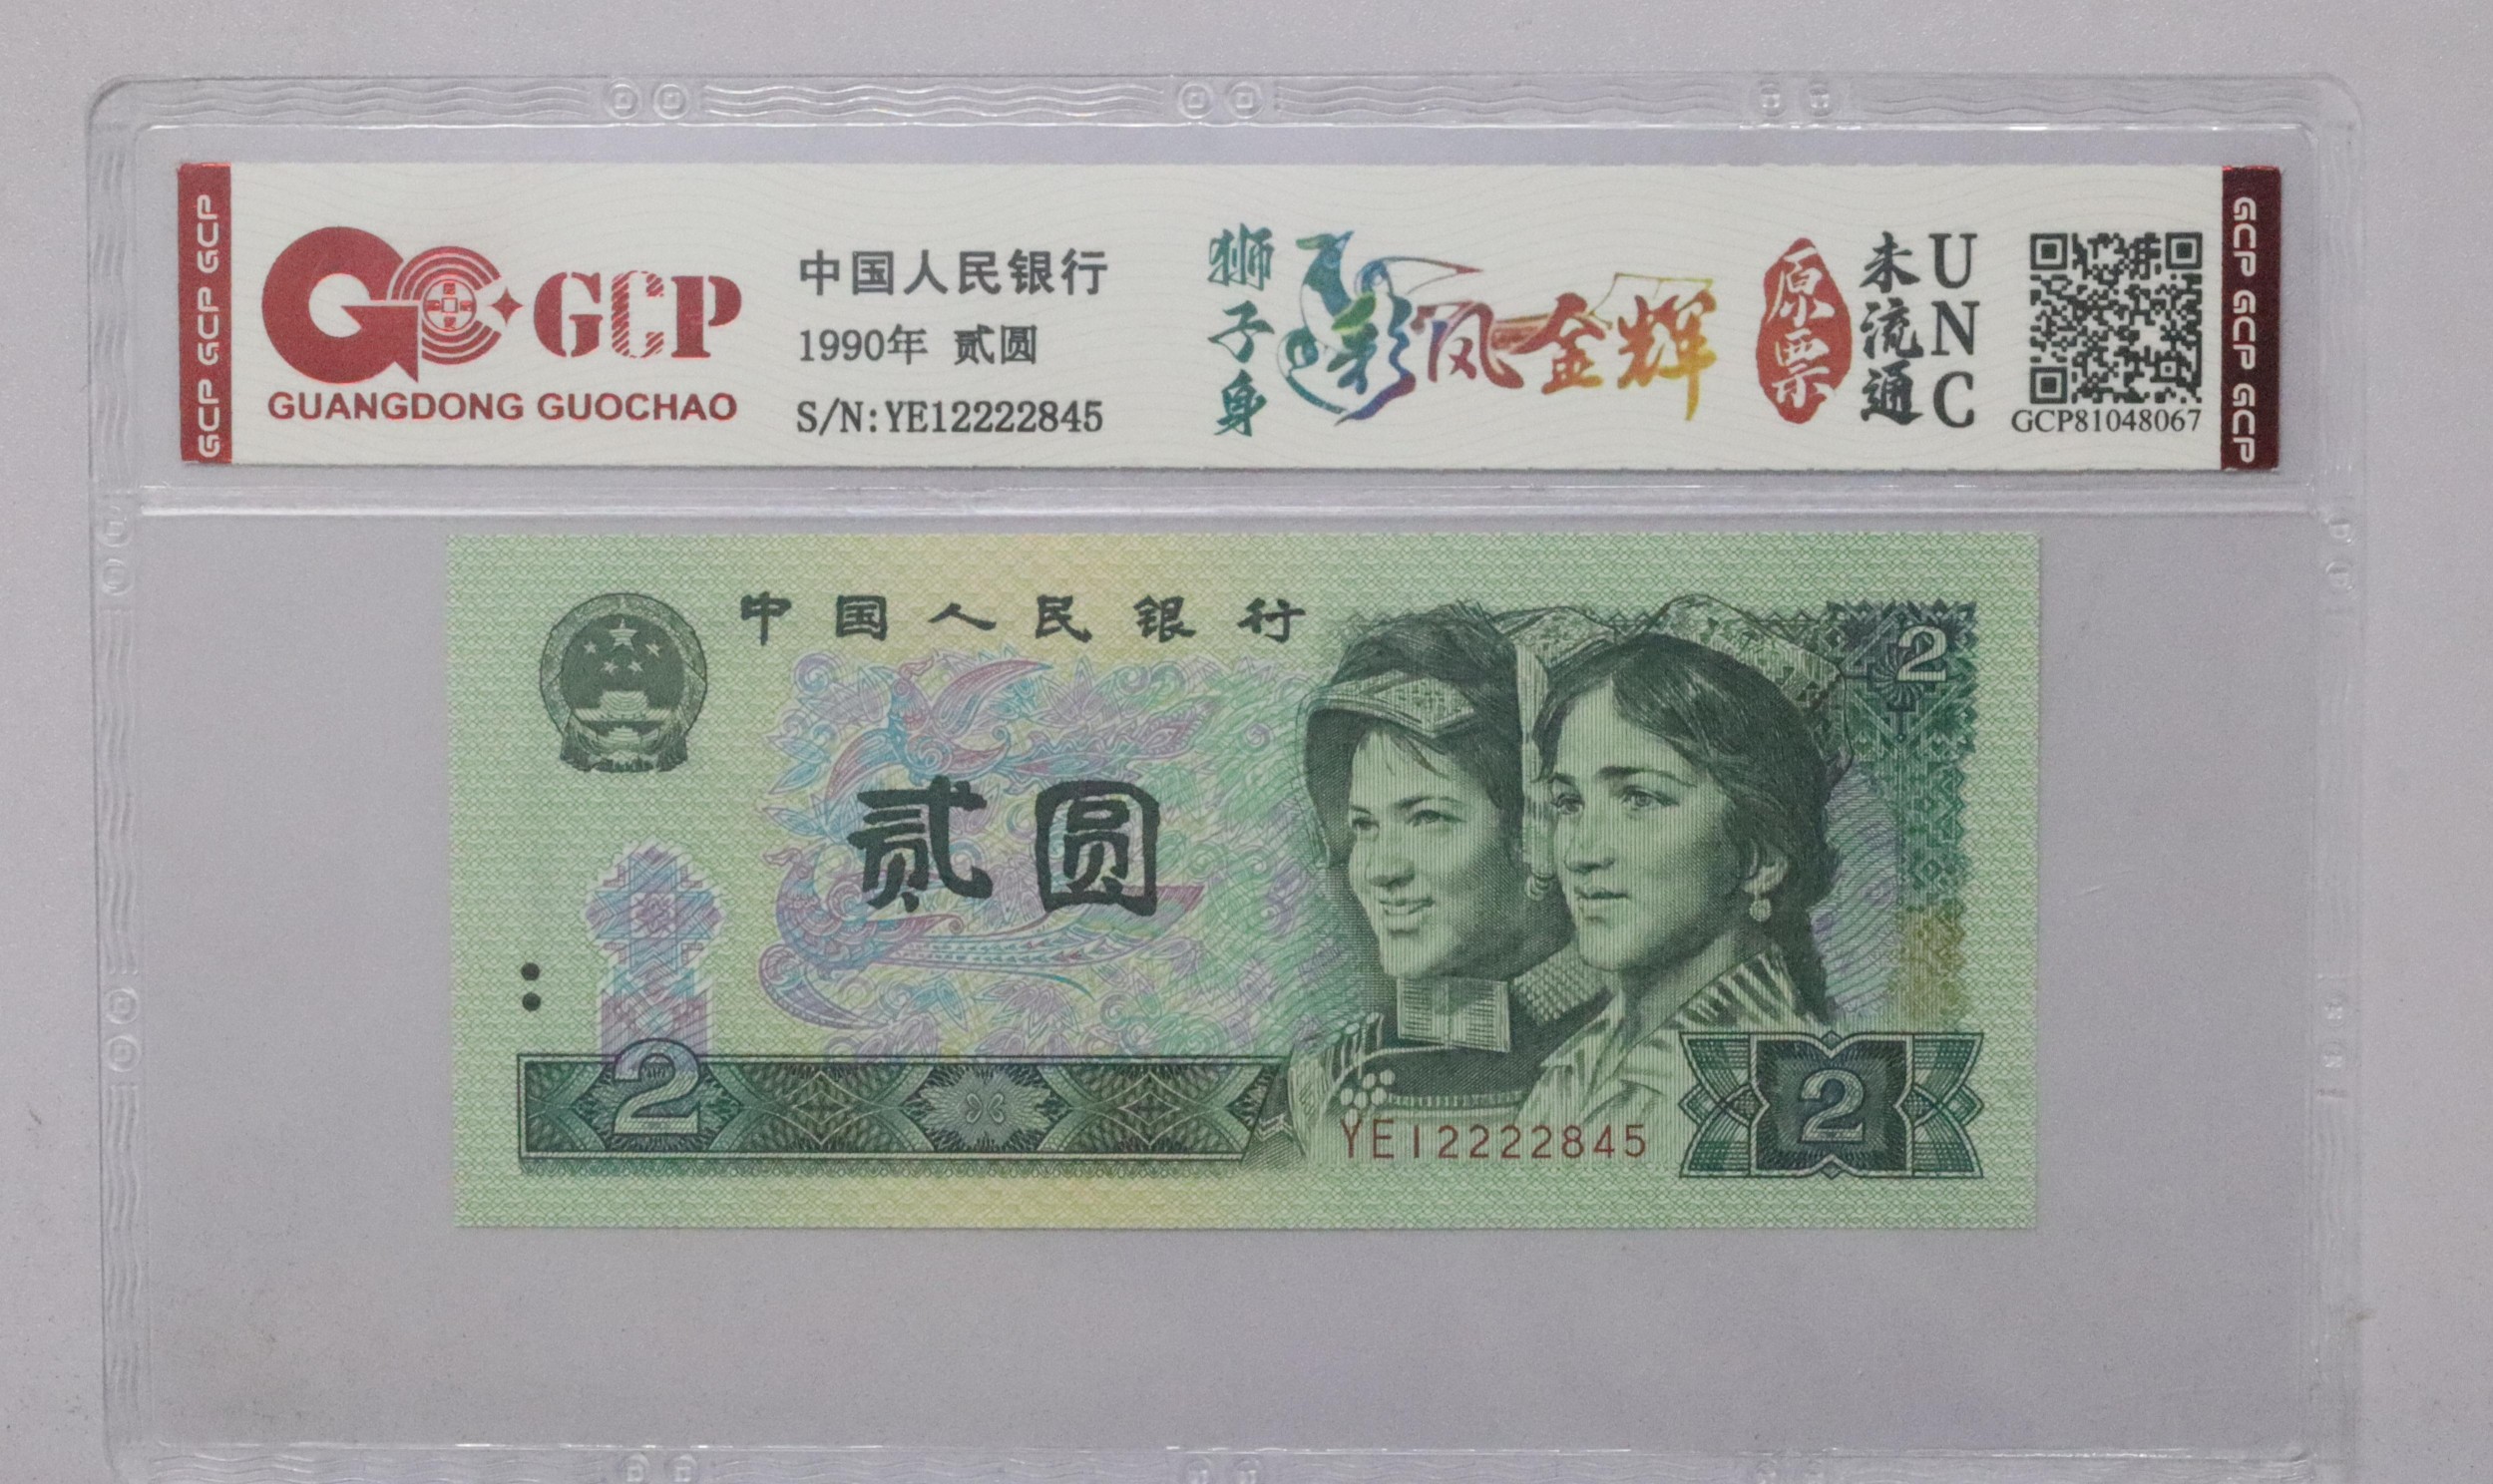 GCP GCP GCP
GCP
GUANGDONG GUOCHAO
中国人民银行
1990年 贰圆
S/N:YE12222845
狮子身
彩凤金辉
原票
未流通
UNC
GCP81048067
GCP GCP GCP
中国人民银行
2
贰圆
2
YE12222845
2